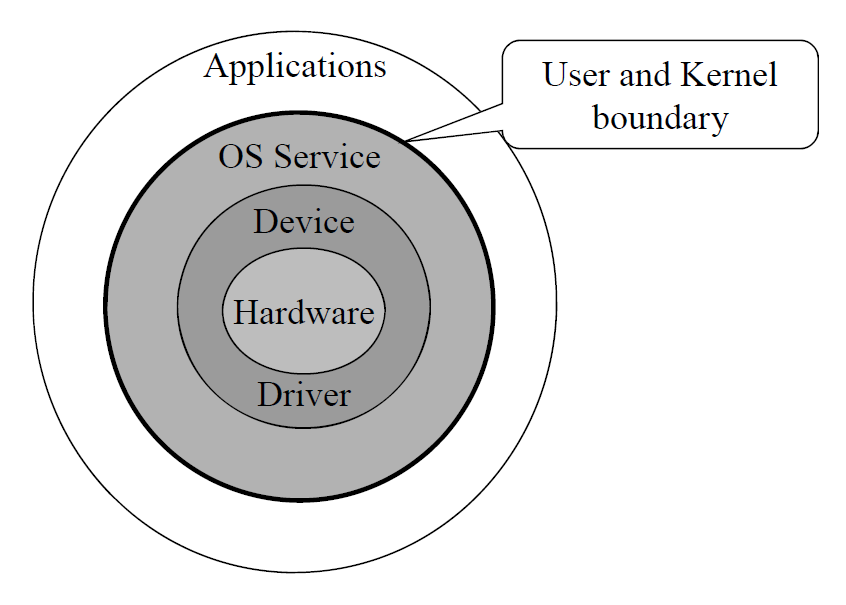 Applications
User and Kernel
boundary
OS Service
Device
Hardware
Driver